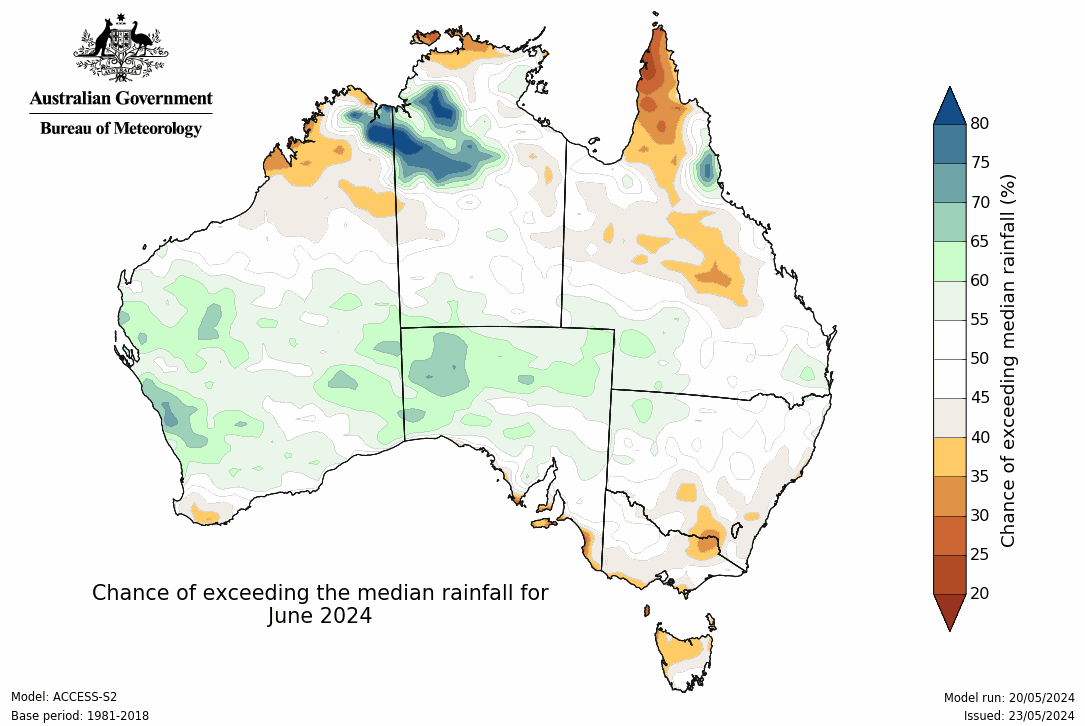 AUSTRALIA
Australian Government
Bureau of Meteorology
80
75
70
65
60
55
50
45
40
35
30
25
20
Chance of exceeding median rainfall (%)
Chance of exceeding the median rainfall for
June 2024
Model: ACCESS-S2
Base period: 1981-2018
Model run: 20/05/2024
Issued: 23/05/2024